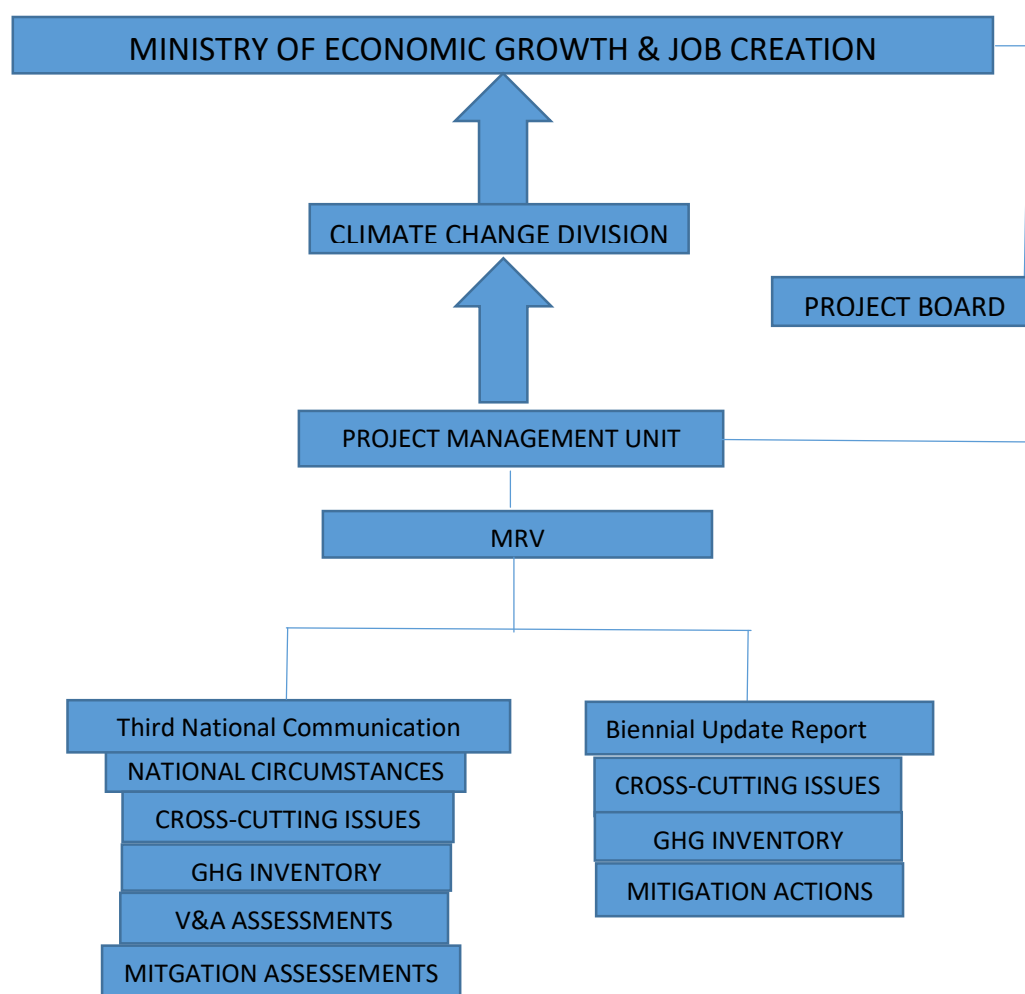 MINISTRY OF ECONOMIC GROWTH & JOB CREATION
CLIMATE CHANGE DIVISION
PROJECT BOARD
PROJECT MANAGEMENT UNIT
MRV
Third National Communication
NATIONAL CIRCUMSTANCES
CROSS-CUTTING ISSUES
GHG INVENTORY
V&A ASSESSMENTS
MITGATION ASSESSEMENTS
Biennial Update Report
CROSS-CUTTING ISSUES
GHG INVENTORY
MITIGATION ACTIONS